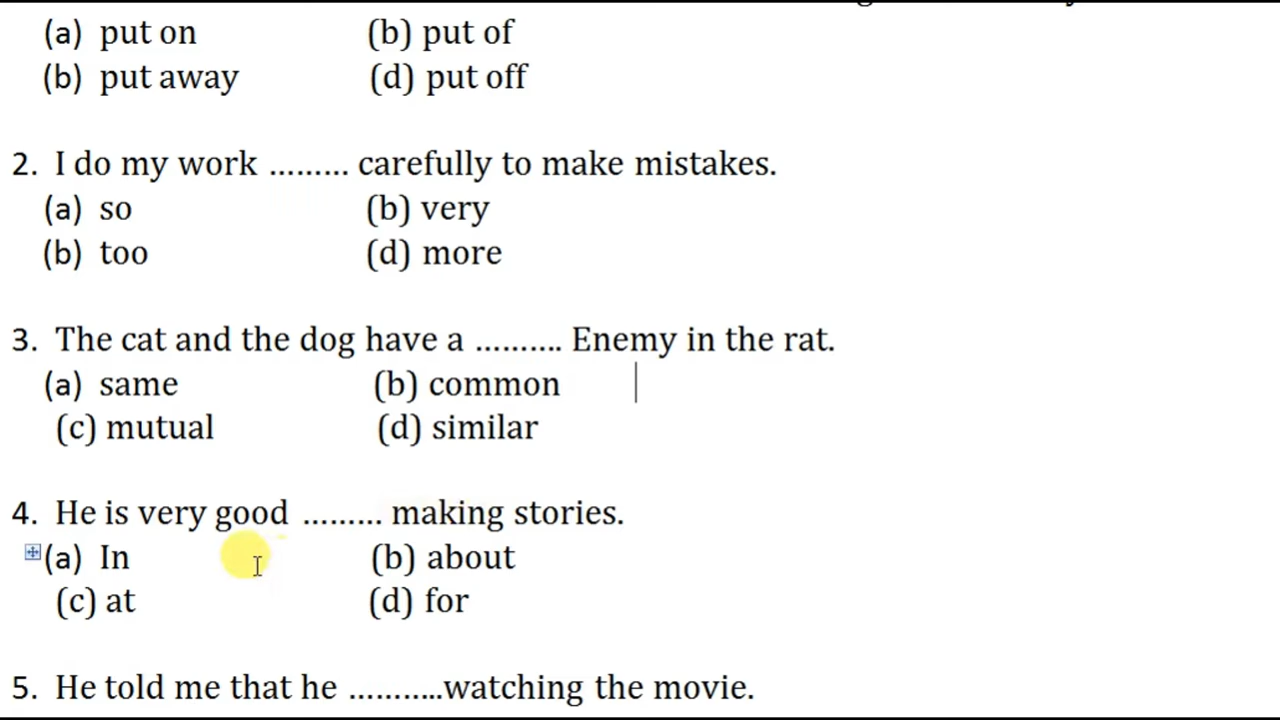 (a) put on (b) put of
(b) put away (d) put off
2. I do my work ......... carefully to make mistakes.
(a) so (b) very
(b) too (d) more
3. The cat and the dog have a .......... Enemy in the rat.
(a) same (b) common
(c) mutual (d) similar
4. He is very good ......... making stories.
(a) In (b) about
(c) at (d) for
5. He told me that he ...........watching the movie.